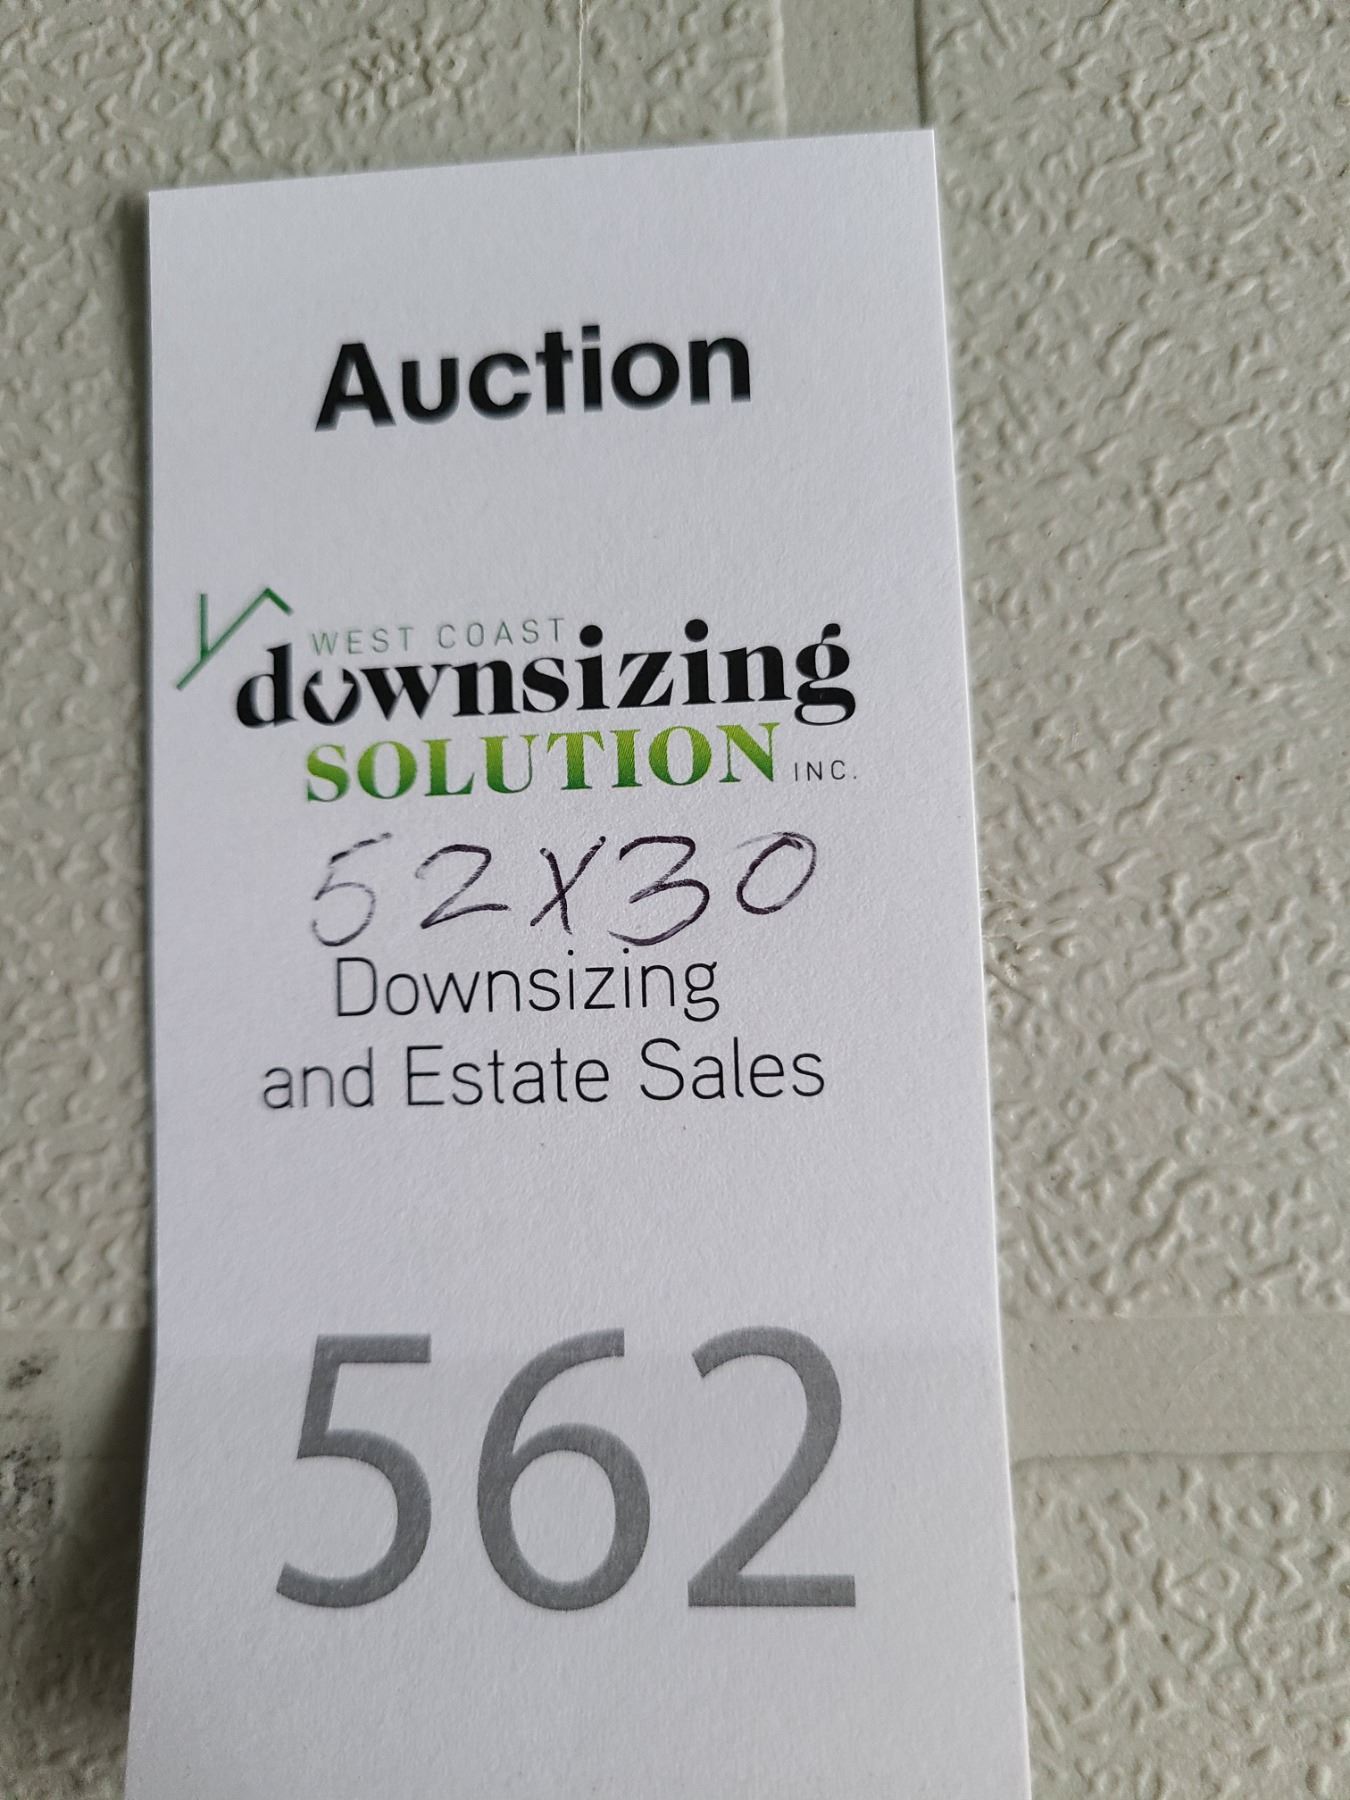 Auction
WEST COAST
downsizing
SOLUTION INC.
52x30
Downsizing
and Estate Sales
562